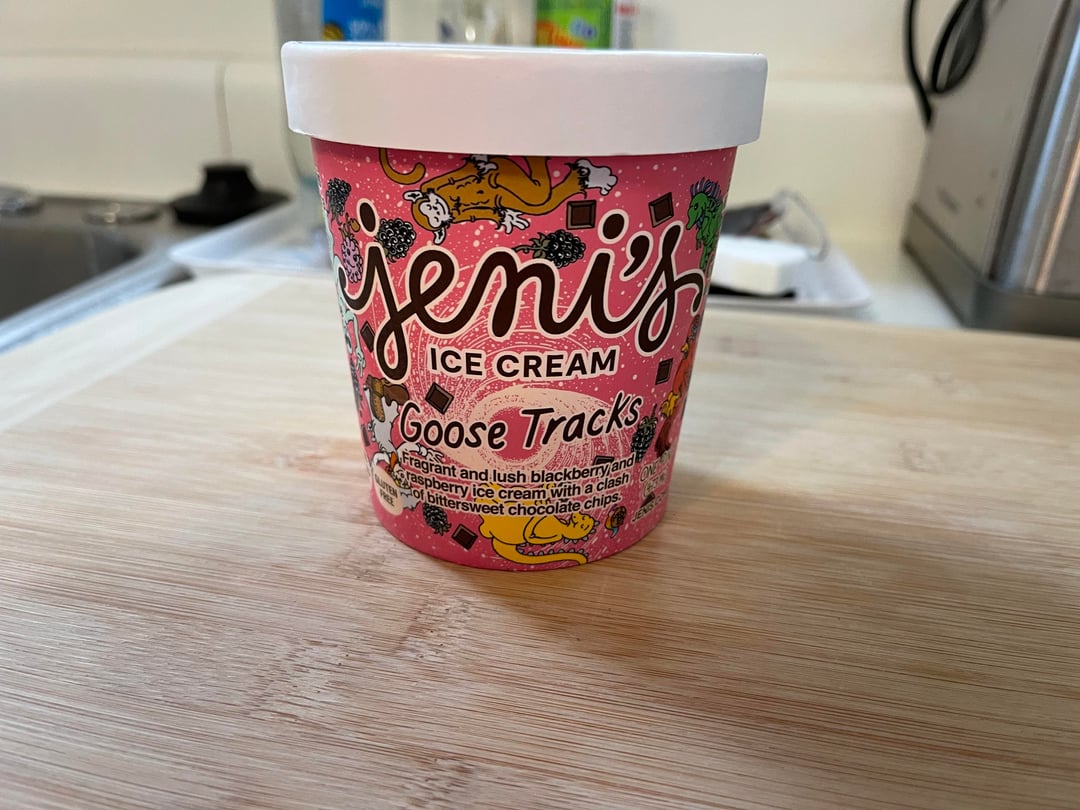 jeni's
ICE CREAM
Goose Tracks
Fragrant and lush blackberry and
raspberry ice cream with a clash
of bittersweet chocolate chips.
GLUTEN
FREE